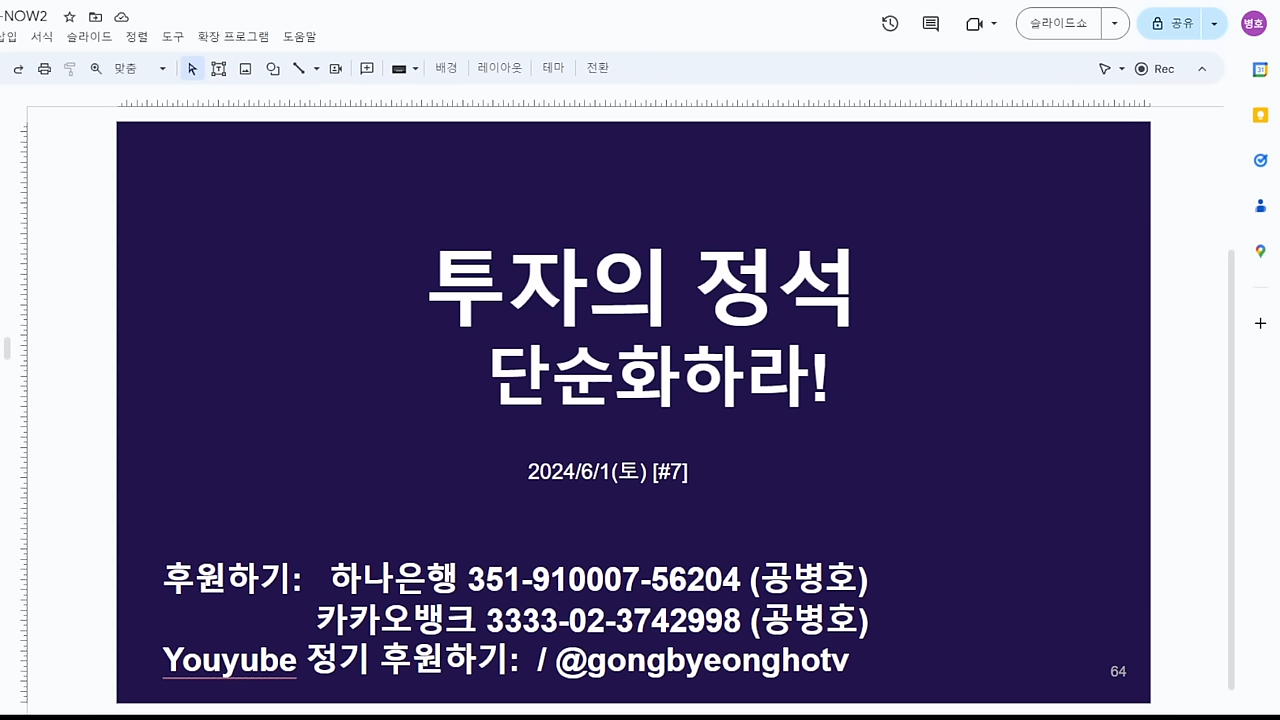 -NOW2
슬라이드쇼
공유
병호
삽입 서식 슬라이드 정렬 도구 확장 프로그램 도움말
맞춤 배경 레이아웃 테마 전환 Rec
31
투자의 정석
단순화하라!
2024/6/1(토) [#7]
후원하기: 하나은행 351-910007-56204 (공병호)
카카오뱅크 3333-02-3742998 (공병호)
Youyube 정기 후원하기: / @gongbyeonghotv
64